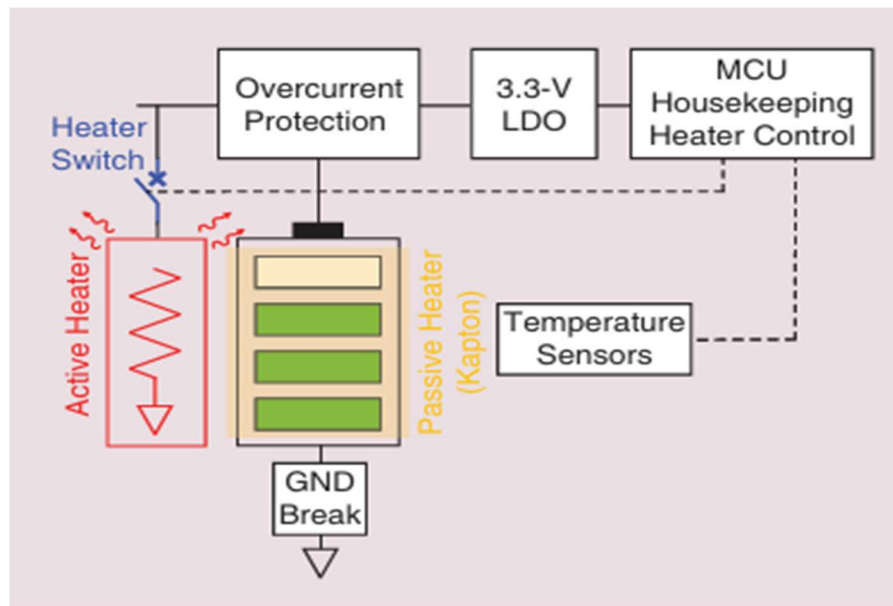 Overcurrent
Protection
3.3-V
LDO
MCU
Housekeeping
Heater Control
Heater
Switch
Active Heater
Passive Heater
(Kapton)
Temperature
Sensors
GND
Break